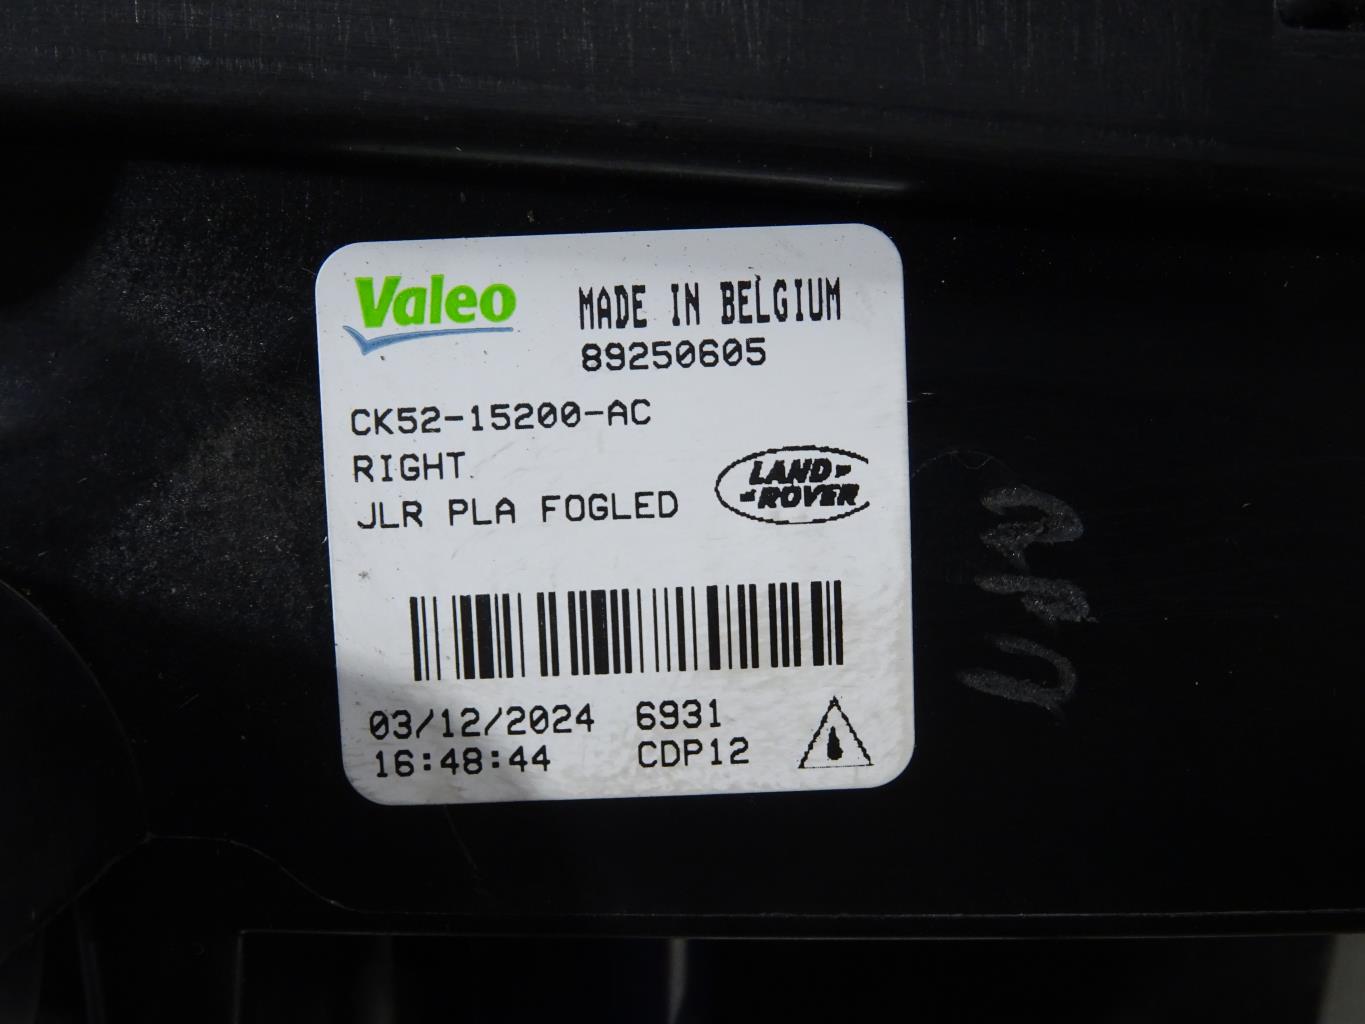 Valeo
MADE IN BELGIUM
89250605
CK52-15200-AC
RIGHT
JLR PLA FOGLED
LAND
ROVER
03/12/2024 6931
16:48:44 CDP12